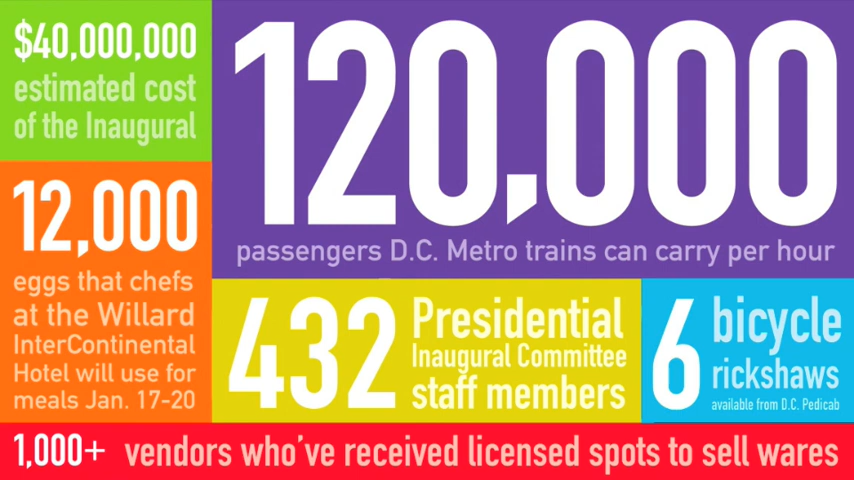 $40,000,000
estimated cost
of the Inaugural
120,000
passengers D.C. Metro trains can carry per hour
12,000
eggs that chefs
at the Willard
InterContinental
Hotel will use for
meals Jan. 17-20
432
Presidential
Inaugural Committee
staff members
6
bicycle
rickshaws
available from D.C. Pedicab
1,000+ vendors who've received licensed spots to sell wares